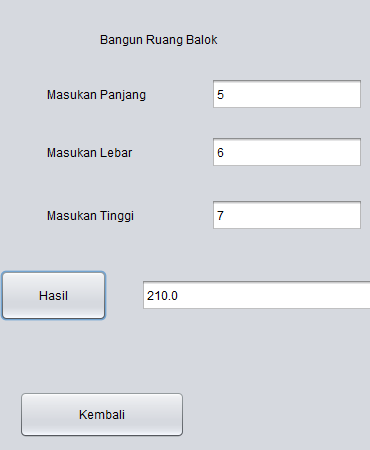 Bangun Ruang Balok
Masukan Panjang 5
Masukan Lebar 6
Masukan Tinggi 7
Hasil 210.0
Kembali